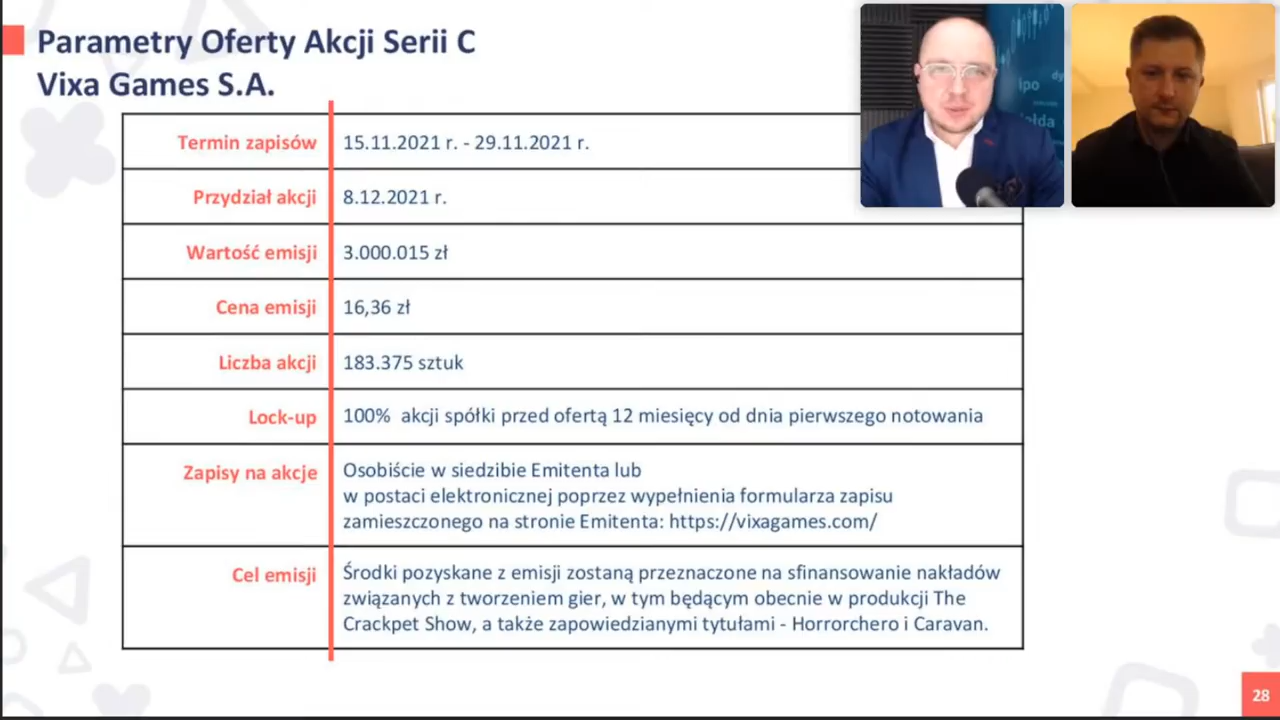 Parametry Oferty Akcji Serii C
Vixa Games S.A.
Termin zapisów 15.11.2021 r. - 29.11.2021 r.
Przydział akcji 8.12.2021 r.
Wartość emisji 3.000.015 zł
Cena emisji 16,36 zł
Liczba akcji 183.375 sztuk
Lock-up 100% akcji spółki przed ofertą 12 miesięcy od dnia pierwszego notowania
Zapisy na akcje Osobiście w siedzibie Emitenta lub
w postaci elektronicznej poprzez wypełnienia formularza zapisu
zamieszczonego na stronie Emitenta: https://vixagames.com/
Cel emisji Środki pozyskane z emisji zostaną przeznaczone na sfinansowanie nakładów
związanych z tworzeniem gier, w tym będącym obecnie w produkcji The
Crackpet Show, a także zapowiedzianymi tytułami - Horrorchero i Caravan.
28
ipo